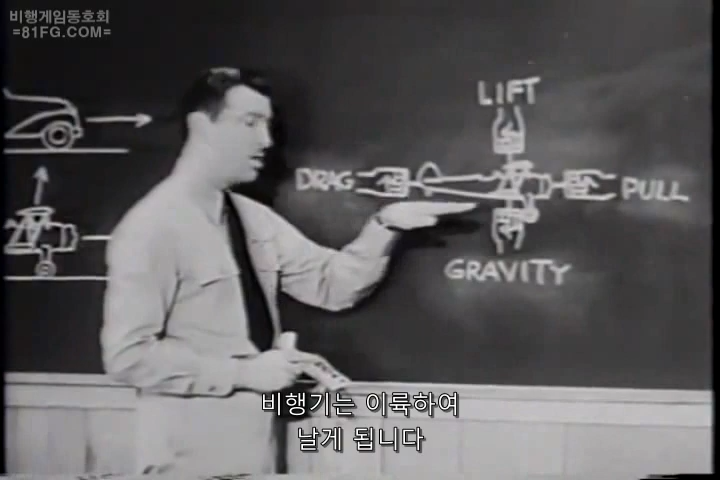 비행게임동호회
=81FG.COM=
LIFT
DRAG
PULL
GRAVITY
비행기는 이륙하여
날게 됩니다